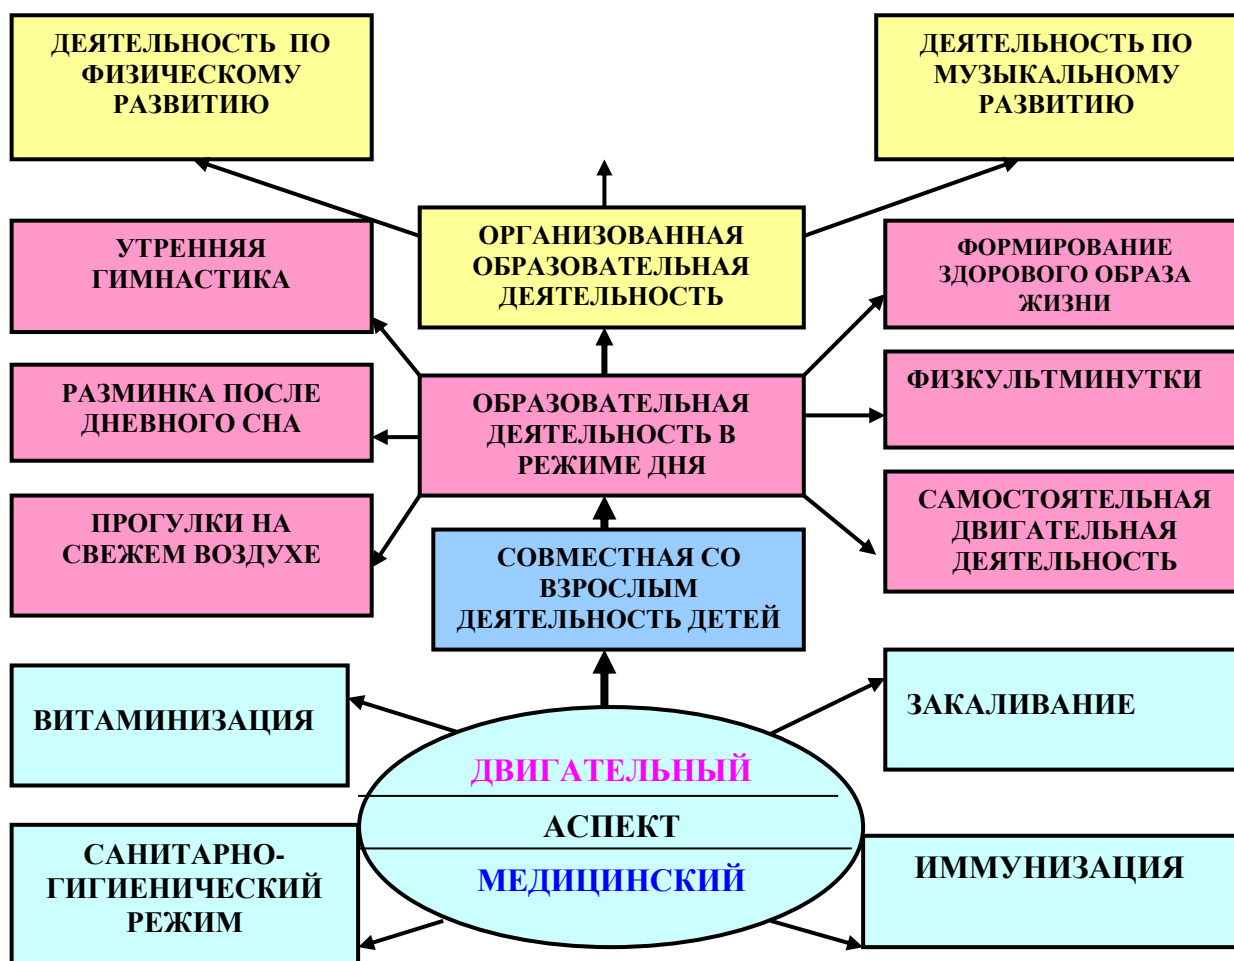 ДЕЯТЕЛЬНОСТЬ ПО
ФИЗИЧЕСКОМУ
РАЗВИТИЮ
ДЕЯТЕЛЬНОСТЬ ПО
МУЗЫКАЛЬНОМУ
РАЗВИТИЮ
ОРГАНИЗОВАННАЯ
ОБРАЗОВАТЕЛЬНАЯ
ДЕЯТЕЛЬНОСТЬ
УТРЕННЯЯ
ГИМНАСТИКА
ФОРМИРОВАНИЕ
ЗДОРОВОГО ОБРАЗА
ЖИЗНИ
РАЗМИНКА ПОСЛЕ
ДНЕВНОГО СНА
ОБРАЗОВАТЕЛЬНАЯ
ДЕЯТЕЛЬНОСТЬ В
РЕЖИМЕ ДНЯ
ФИЗКУЛЬТМИНУТКИ
ПРОГУЛКИ НА
СВЕЖЕМ ВОЗДУХЕ
СОВМЕСТНАЯ СО
ВЗРОСЛЫМ
ДЕЯТЕЛЬНОСТЬ ДЕТЕЙ
САМОСТОЯТЕЛЬНАЯ
ДВИГАТЕЛЬНАЯ
ДЕЯТЕЛЬНОСТЬ
ВИТАМИНИЗАЦИЯ
ЗАКАЛИВАНИЕ
ДВИГАТЕЛЬНЫЙ
АСПЕКТ
МЕДИЦИНСКИЙ
САНИТАРНО-
ГИГИЕНИЧЕСКИЙ
РЕЖИМ
ИММУНИЗАЦИЯ